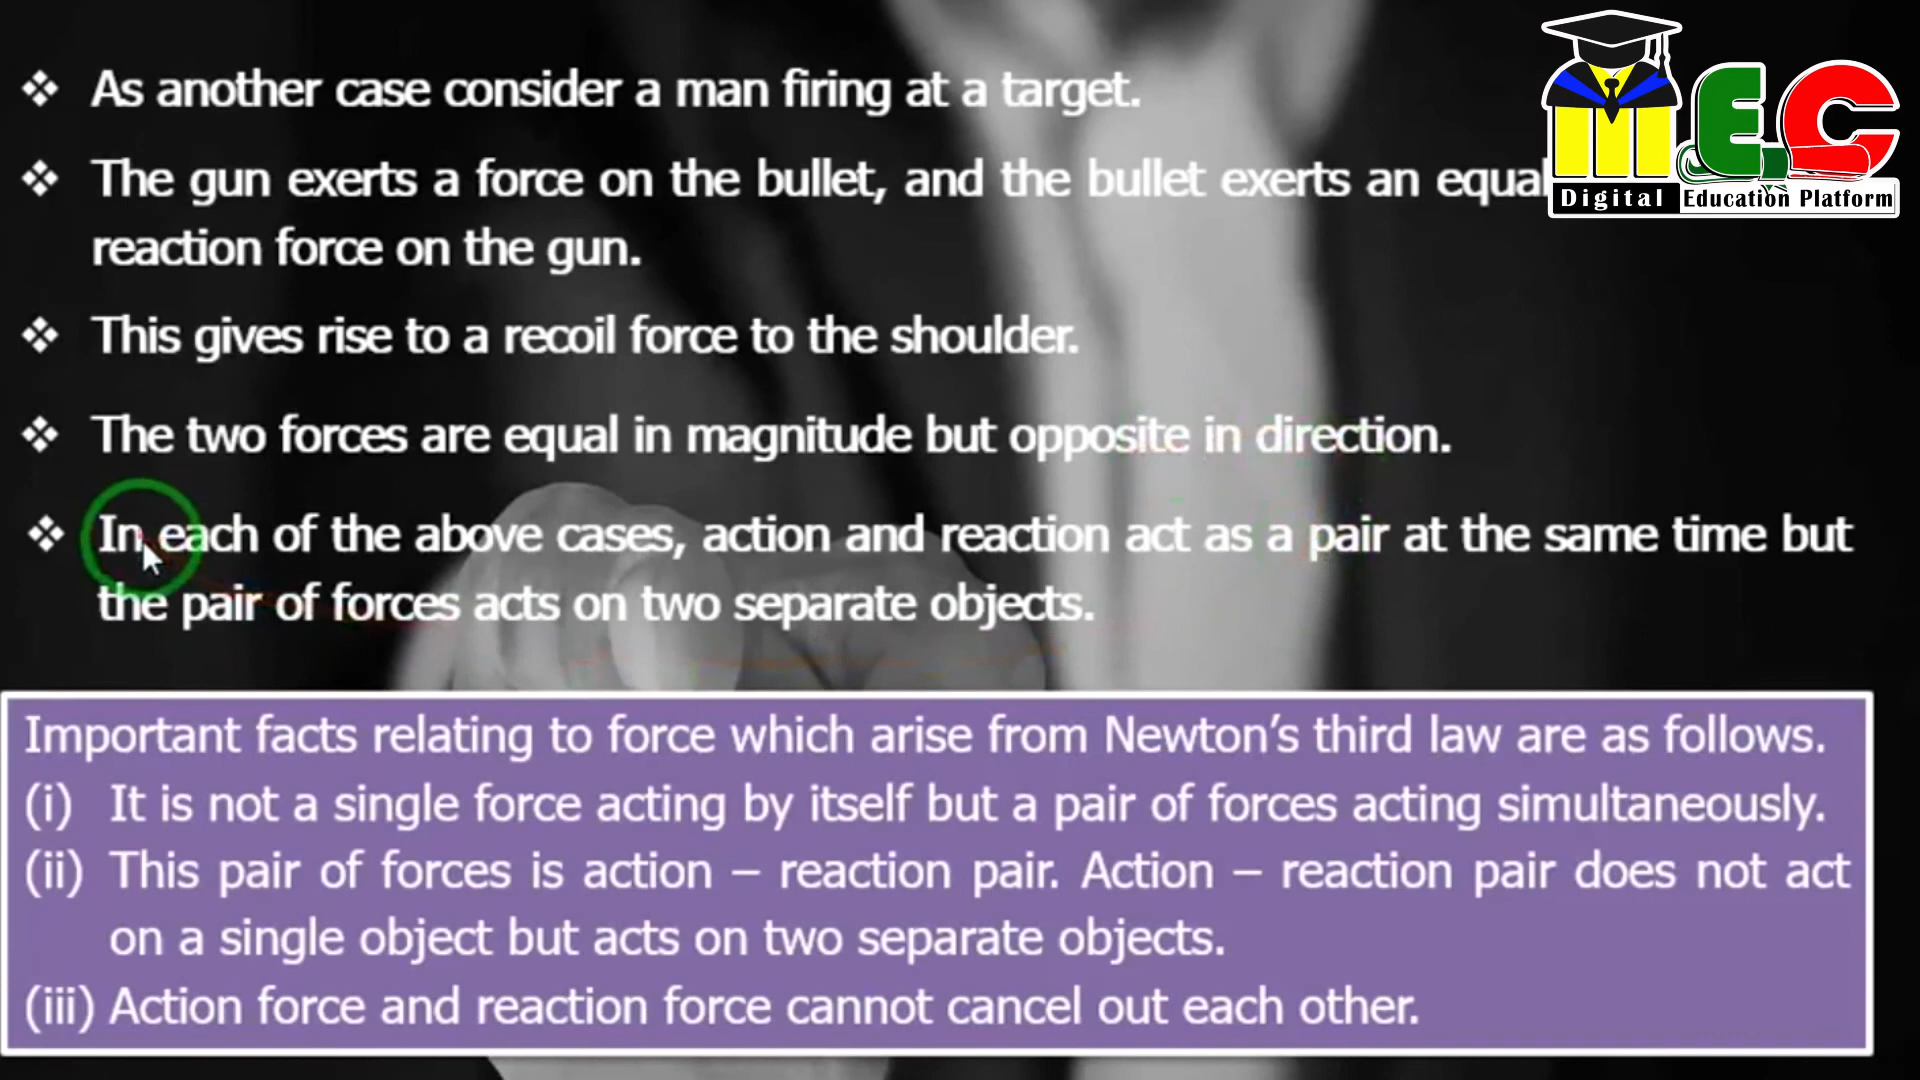 ❖ As another case consider a man firing at a target.
❖ The gun exerts a force on the bullet, and the bullet exerts an equal
reaction force on the gun.
❖ This gives rise to a recoil force to the shoulder.
❖ The two forces are equal in magnitude but opposite in direction.
❖ In each of the above cases, action and reaction act as a pair at the same time but
the pair of forces acts on two separate objects.
Important facts relating to force which arise from Newton’s third law are as follows.
(i) It is not a single force acting by itself but a pair of forces acting simultaneously.
(ii) This pair of forces is action – reaction pair. Action – reaction pair does not act
on a single object but acts on two separate objects.
(iii) Action force and reaction force cannot cancel out each other.
MEC
Digital Education Platform